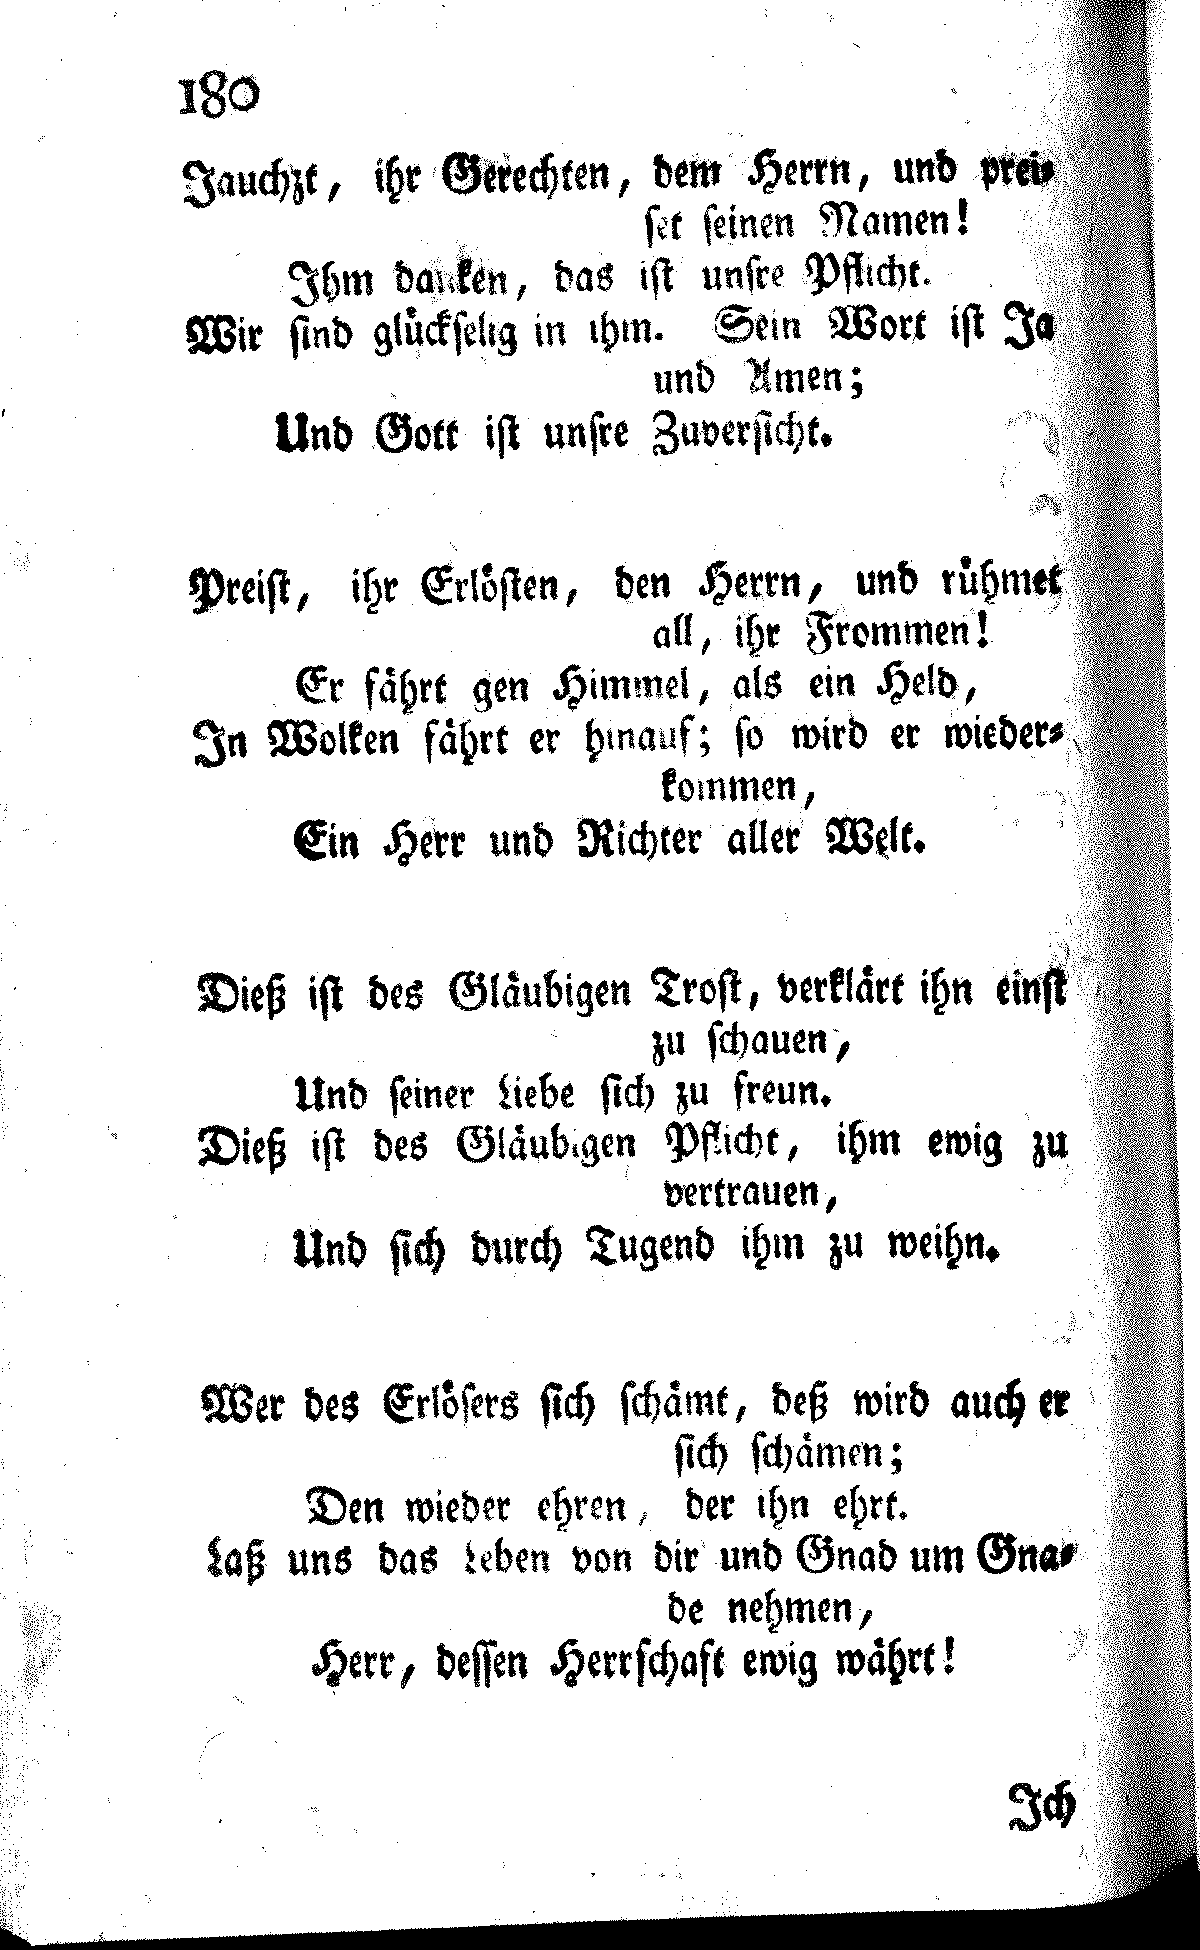 180
Jauchzt, ihr Gerechten, dem Herrn, und prei-
set seinen Namen!
Ihm danken, das ist unsre Pflicht.
Wir sind glückselig in ihm. Sein Wort ist Ja
und Amen;
Und Gott ist unsre Zuversicht.
Preist, ihr Erlösten, den Herrn, und rühmet
all, ihr Frommen!
Er fährt gen Himmel, als ein Held,
In Wolken fährt er hinauf; so wird er wieder-
kommen,
Ein Herr und Richter aller Welt.
Dieß ist des Gläubigen Trost, verklärt ihn einst
zu schauen,
Und seiner Liebe sich zu freun.
Dieß ist des Gläubigen Pflicht, ihm ewig zu
vertrauen,
Und sich durch Tugend ihm zu weihn.
Wer des Erlösers sich schämt, deß wird auch er
sich schämen;
Den wieder ehren, der ihn ehrt.
Laß uns das Leben von dir und Gnad um Gna-
de nehmen,
Herr, dessen Herrschaft ewig währt!
Ich